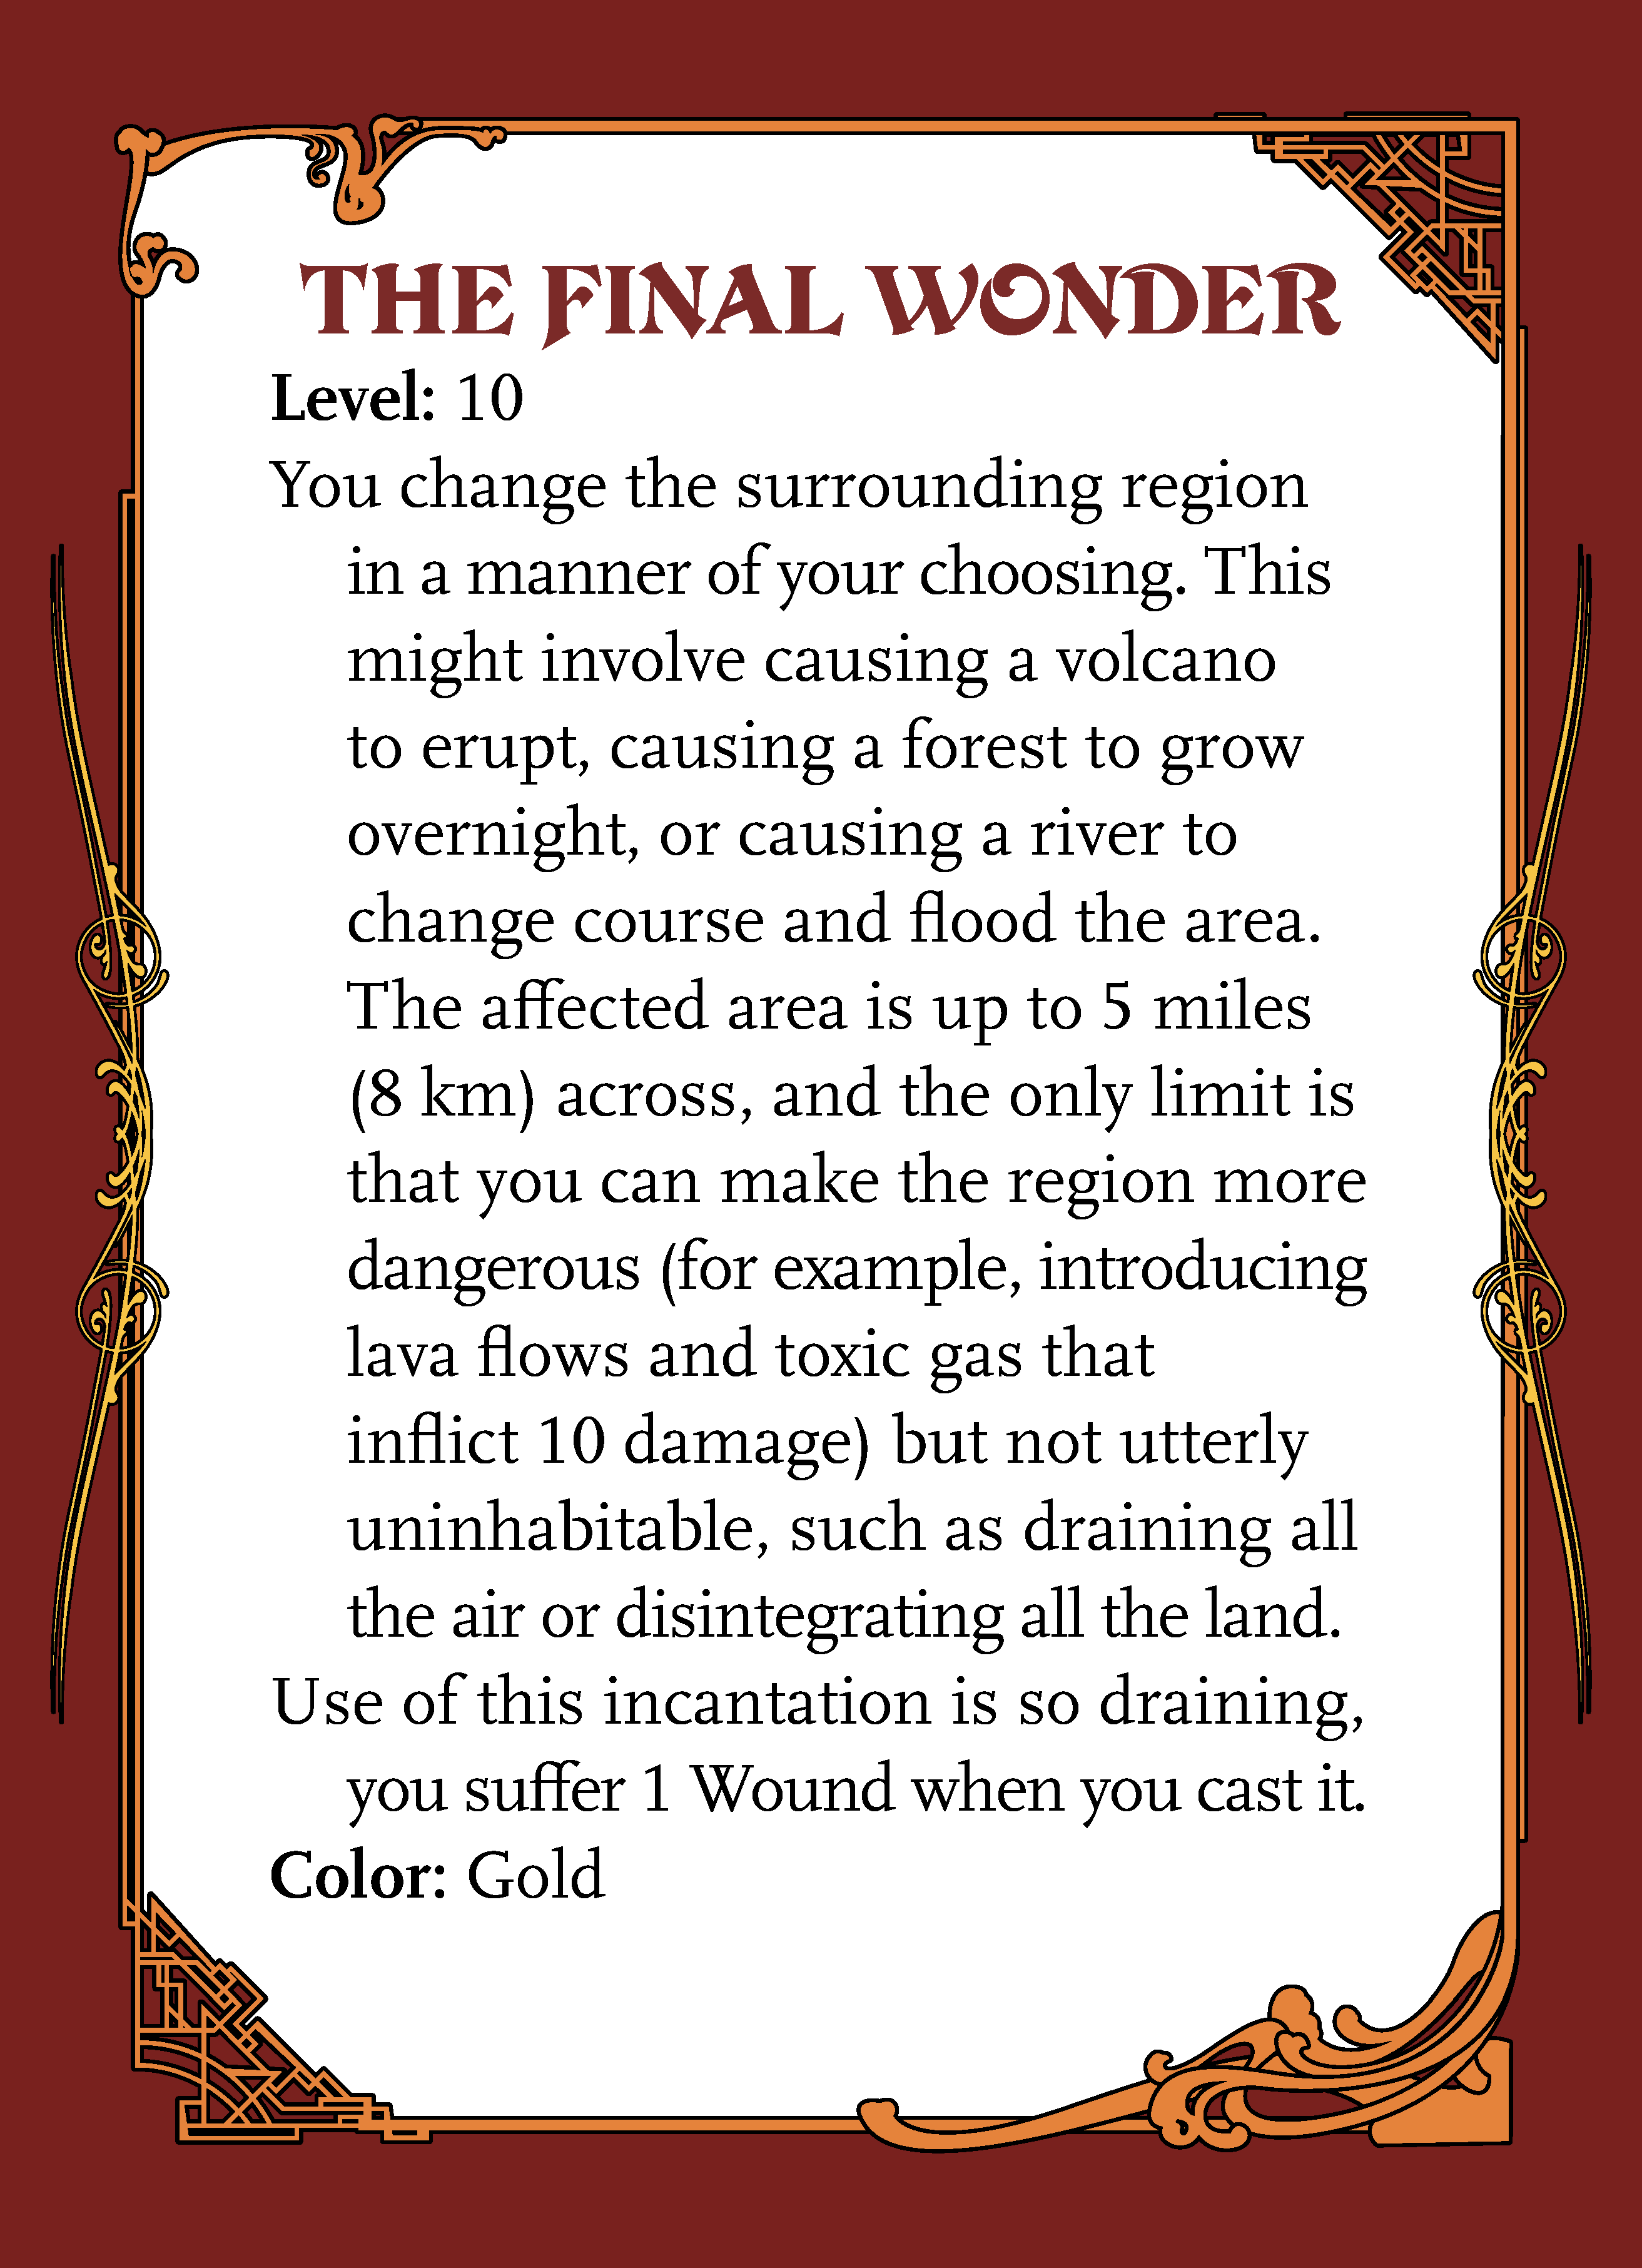 THE FINAL WONDER
Level: 10
You change the surrounding region
in a manner of your choosing. This
might involve causing a volcano
to erupt, causing a forest to grow
overnight, or causing a river to
change course and flood the area.
The affected area is up to 5 miles
(8 km) across, and the only limit is
that you can make the region more
dangerous (for example, introducing
lava flows and toxic gas that
inflict 10 damage) but not utterly
uninhabitable, such as draining all
the air or disintegrating all the land.
Use of this incantation is so draining,
you suffer 1 Wound when you cast it.
Color: Gold